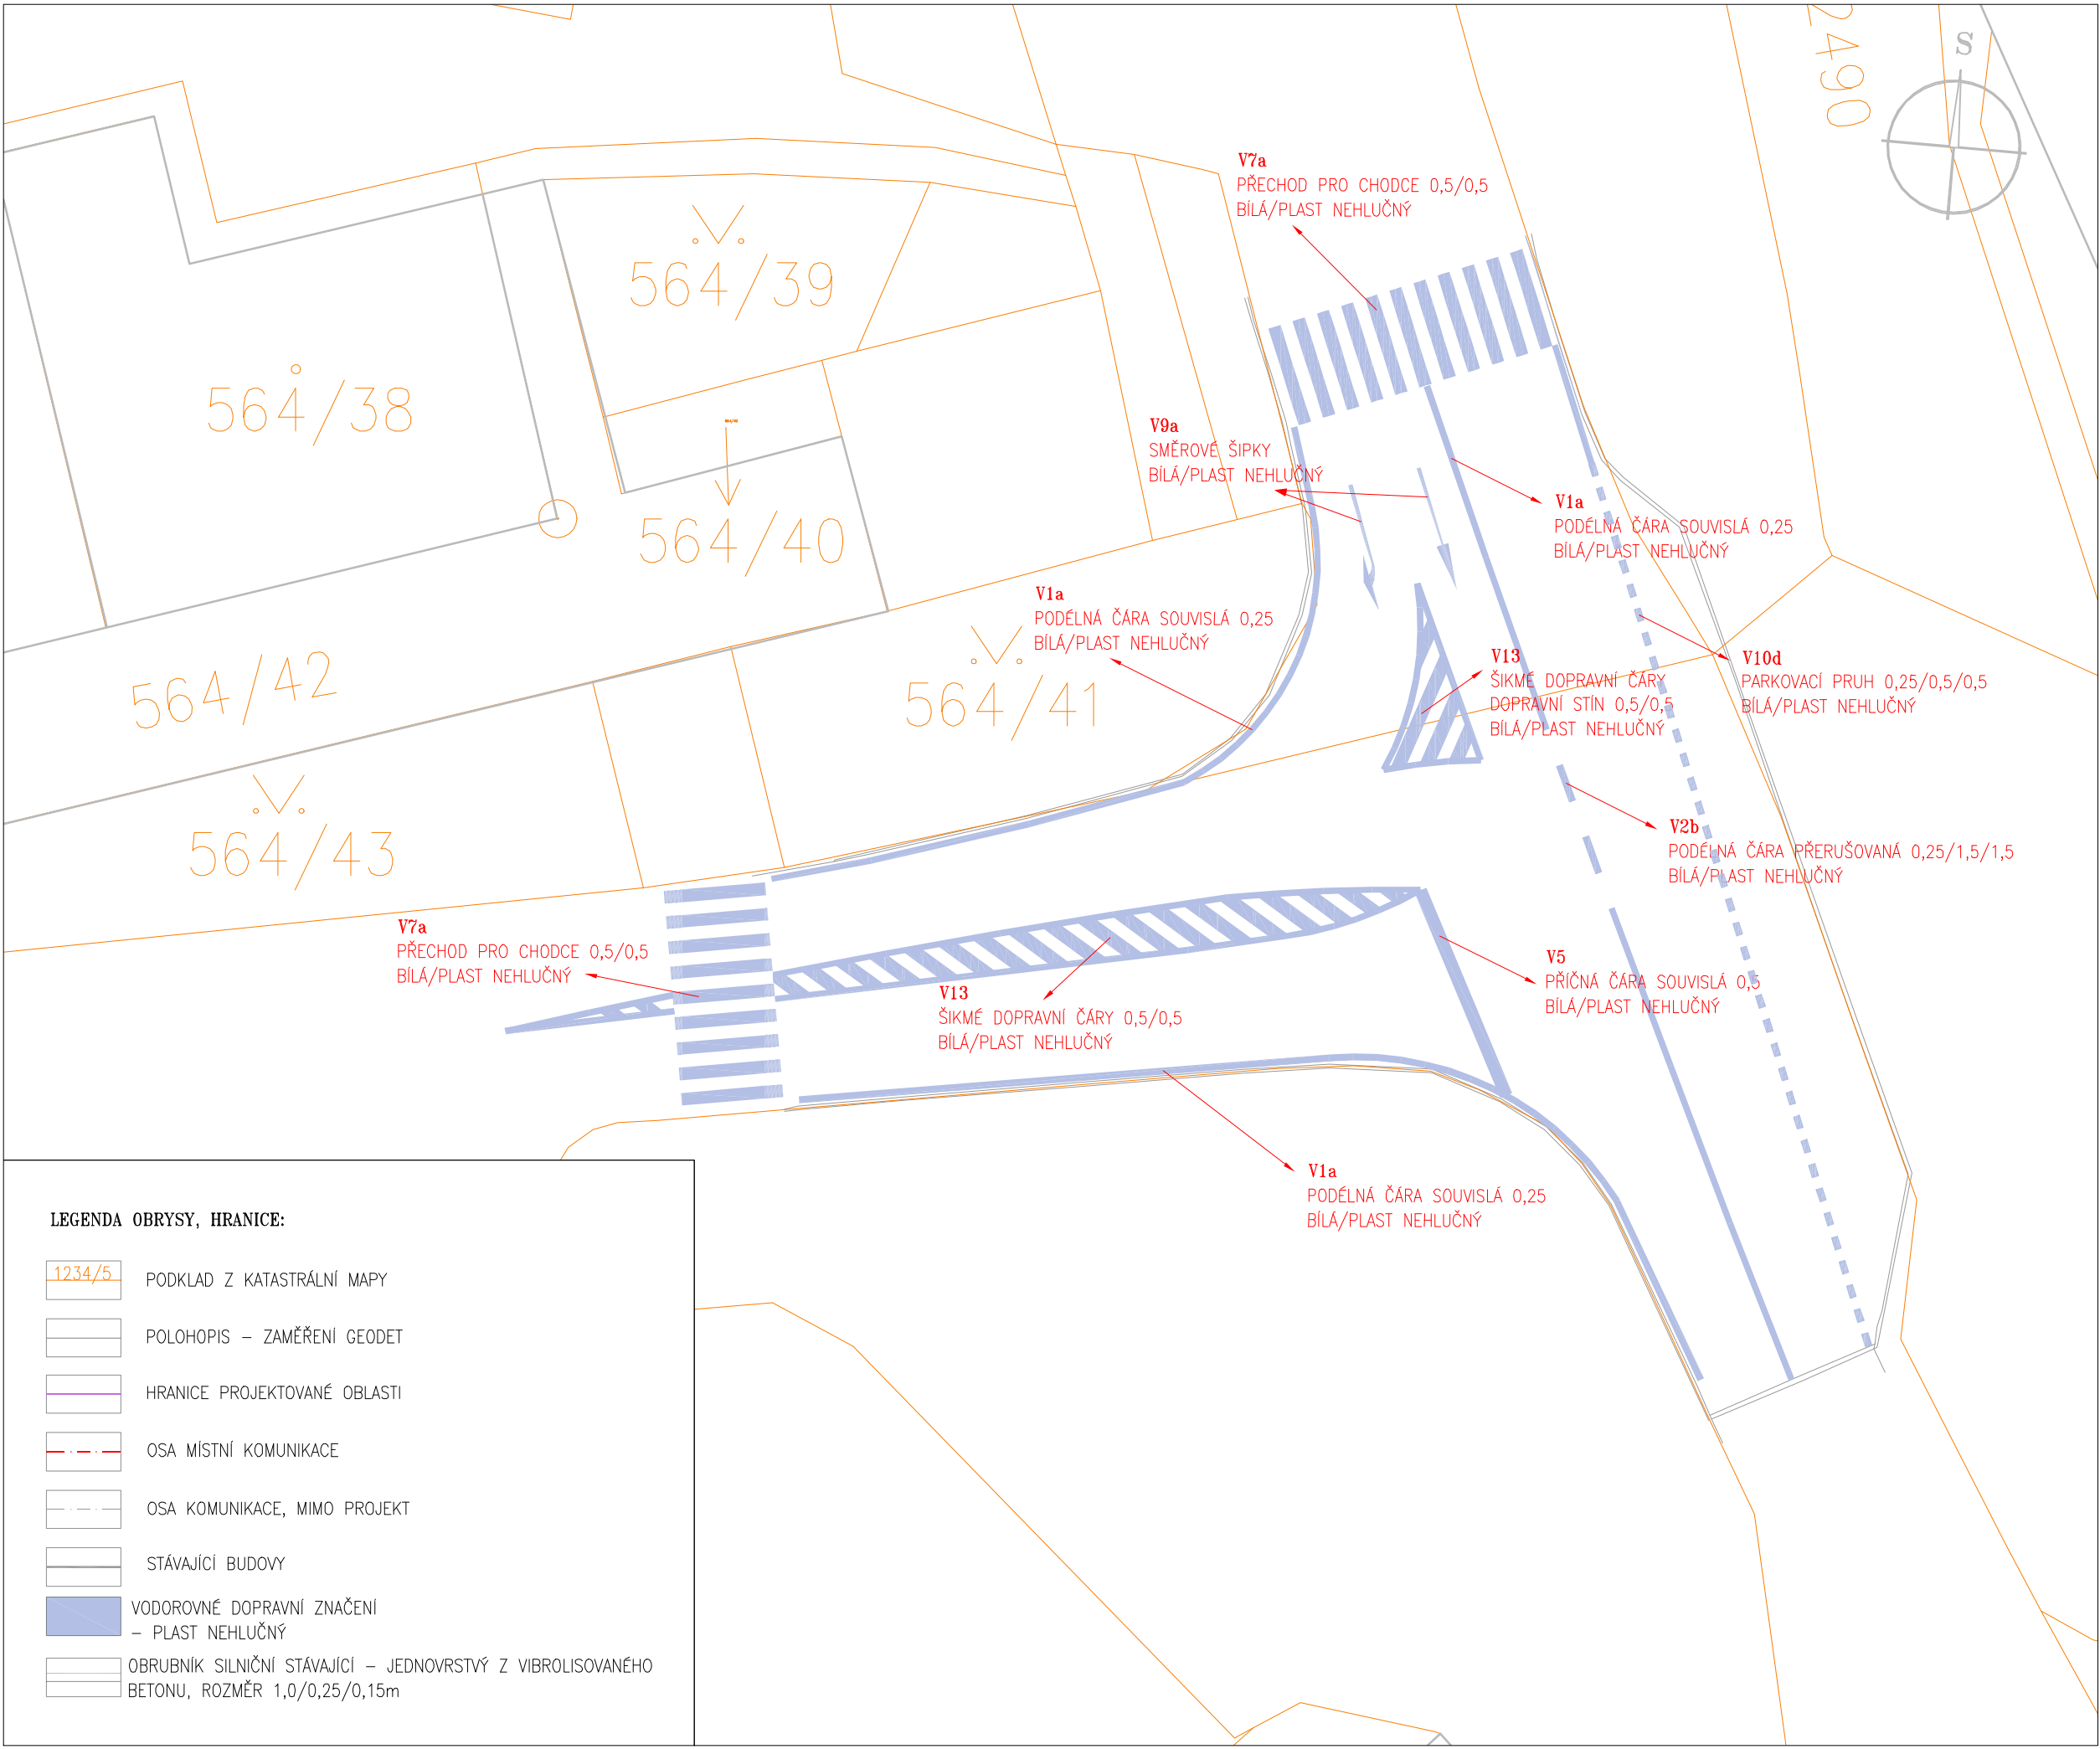 2490
S
V7a
PŘECHOD PRO CHODCE 0,5/0,5
BÍLÁ/PLAST NEHLUČNÝ
564/39
564/38
V9a
SMĚROVÉ ŠIPKY
BÍLÁ/PLAST NEHLUČNÝ
564/40
V1a
PODÉLNÁ ČÁRA SOUVISLÁ 0,25
BÍLÁ/PLAST NEHLUČNÝ
V1a
PODÉLNÁ ČÁRA SOUVISLÁ 0,25
BÍLÁ/PLAST NEHLUČNÝ
564/42
564/41
V13
ŠIKMÉ DOPRAVNÍ ČÁRY
DOPRAVNÍ STÍN 0,5/0,5
BÍLÁ/PLAST NEHLUČNÝ
V10d
PARKOVACÍ PRUH 0,25/0,5/0,5
BÍLÁ/PLAST NEHLUČNÝ
564/43
V2b
PODÉLNÁ ČÁRA PŘERUŠOVANÁ 0,25/1,5/1,5
BÍLÁ/PLAST NEHLUČNÝ
V7a
PŘECHOD PRO CHODCE 0,5/0,5
BÍLÁ/PLAST NEHLUČNÝ
V13
ŠIKMÉ DOPRAVNÍ ČÁRY 0,5/0,5
BÍLÁ/PLAST NEHLUČNÝ
V5
PŘÍČNÁ ČÁRA SOUVISLÁ 0,5
BÍLÁ/PLAST NEHLUČNÝ
V1a
PODÉLNÁ ČÁRA SOUVISLÁ 0,25
BÍLÁ/PLAST NEHLUČNÝ
LEGENDA OBRYSY, HRANICE:
1234/5
PODKLAD Z KATASTRÁLNÍ MAPY
POLOHOPIS – ZAMĚŘENÍ GEODET
HRANICE PROJEKTOVANÉ OBLASTI
OSA MÍSTNÍ KOMUNIKACE
OSA KOMUNIKACE, MIMO PROJEKT
STÁVAJÍCÍ BUDOVY
VODOROVNÉ DOPRAVNÍ ZNAČENÍ
– PLAST NEHLUČNÝ
OBRUBNÍK SILNIČNÍ STÁVAJÍCÍ – JEDNOVRSTVÝ Z VIBROLISOVANÉHO
BETONU, ROZMĚR 1,0/0,25/0,15m